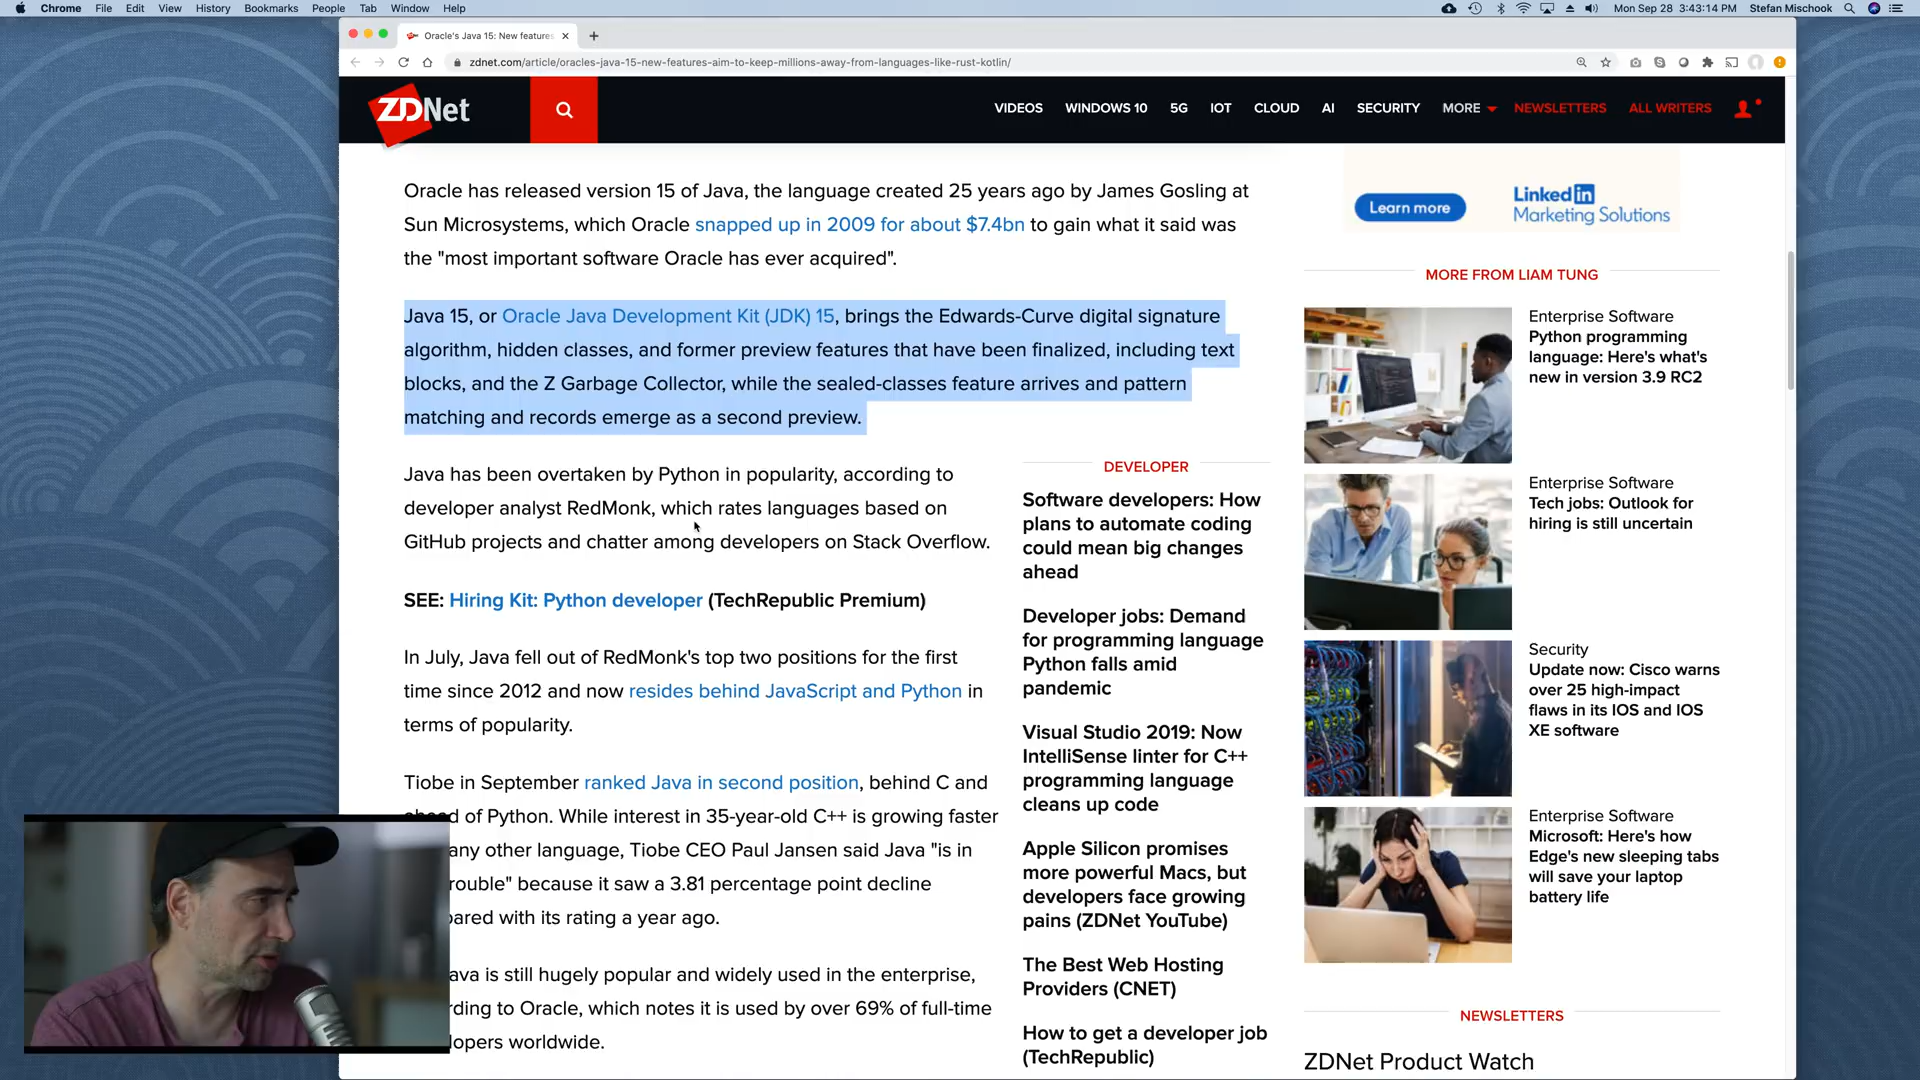 Chrome File Edit View History Bookmarks People Tab Window Help
Mon Sep 28 3:43:14 PM Stefan Mischook
Oracle's Java 15: New features
zdnet.com/article/oracles-java-15-new-features-aim-to-keep-millions-away-from-languages-like-rust-kotlin/
ZDNet
VIDEOS WINDOWS 10 5G IOT CLOUD AI SECURITY MORE NEWSLETTERS ALL WRITERS
Oracle has released version 15 of Java, the language created 25 years ago by James Gosling at
Sun Microsystems, which Oracle snapped up in 2009 for about $7.4bn to gain what it said was
the "most important software Oracle has ever acquired".
Java 15, or Oracle Java Development Kit (JDK) 15, brings the Edwards-Curve digital signature
algorithm, hidden classes, and former preview features that have been finalized, including text
blocks, and the Z Garbage Collector, while the sealed-classes feature arrives and pattern
matching and records emerge as a second preview.
Java has been overtaken by Python in popularity, according to
developer analyst RedMonk, which rates languages based on
GitHub projects and chatter among developers on Stack Overflow.
SEE: Hiring Kit: Python developer (TechRepublic Premium)
In July, Java fell out of RedMonk's top two positions for the first
time since 2012 and now resides behind JavaScript and Python in
terms of popularity.
Tiobe in September ranked Java in second position, behind C and
of Python. While interest in 35-year-old C++ is growing faster
any other language, Tiobe CEO Paul Jansen said Java "is in
rouble" because it saw a 3.81 percentage point decline
ared with its rating a year ago.
ava is still hugely popular and widely used in the enterprise,
rding to Oracle, which notes it is used by over 69% of full-time
lopers worldwide.
DEVELOPER
Software developers: How
plans to automate coding
could mean big changes
ahead
Developer jobs: Demand
for programming language
Python falls amid
pandemic
Visual Studio 2019: Now
IntelliSense linter for C++
programming language
cleans up code
Apple Silicon promises
more powerful Macs, but
developers face growing
pains (ZDNet YouTube)
The Best Web Hosting
Providers (CNET)
How to get a developer job
(TechRepublic)
Learn more
Linked in
Marketing Solutions
MORE FROM LIAM TUNG
Enterprise Software
Python programming
language: Here's what's
new in version 3.9 RC2
Enterprise Software
Tech jobs: Outlook for
hiring is still uncertain
Security
Update now: Cisco warns
over 25 high-impact
flaws in its IOS and IOS
XE software
Enterprise Software
Microsoft: Here's how
Edge's new sleeping tabs
will save your laptop
battery life
NEWSLETTERS
ZDNet Product Watch